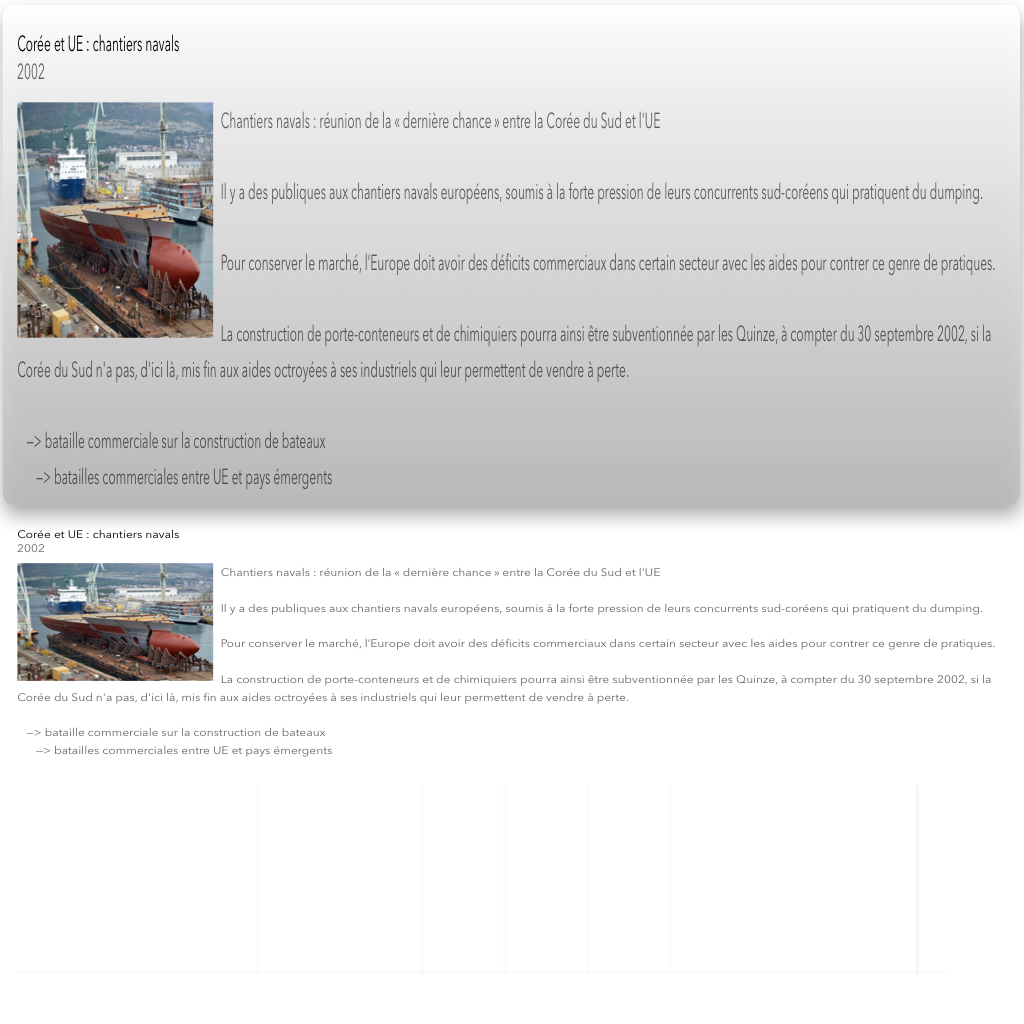 Corée et UE : chantiers navals
2002
Chantiers navals : réunion de la « dernière chance » entre la Corée du Sud et l'UE
Il y a des publiques aux chantiers navals européens, soumis à la forte pression de leurs concurrents sud-coréens qui pratiquent du dumping.
Pour conserver le marché, l’Europe doit avoir des déficits commerciaux dans certain secteur avec les aides pour contrer ce genre de pratiques.
La construction de porte-conteneurs et de chimiquiers pourra ainsi être subventionnée par les Quinze, à compter du 30 septembre 2002, si la
Corée du Sud n'a pas, d'ici là, mis fin aux aides octroyées à ses industriels qui leur permettent de vendre à perte.
—> bataille commerciale sur la construction de bateaux
—> batailles commerciales entre UE et pays émergents
Corée et UE : chantiers navals
2002
Chantiers navals : réunion de la « dernière chance » entre la Corée du Sud et l'UE
Il y a des publiques aux chantiers navals européens, soumis à la forte pression de leurs concurrents sud-coréens qui pratiquent du dumping.
Pour conserver le marché, l’Europe doit avoir des déficits commerciaux dans certain secteur avec les aides pour contrer ce genre de pratiques.
La construction de porte-conteneurs et de chimiquiers pourra ainsi être subventionnée par les Quinze, à compter du 30 septembre 2002, si la
Corée du Sud n'a pas, d'ici là, mis fin aux aides octroyées à ses industriels qui leur permettent de vendre à perte.
—> bataille commerciale sur la construction de bateaux
—> batailles commerciales entre UE et pays émergents